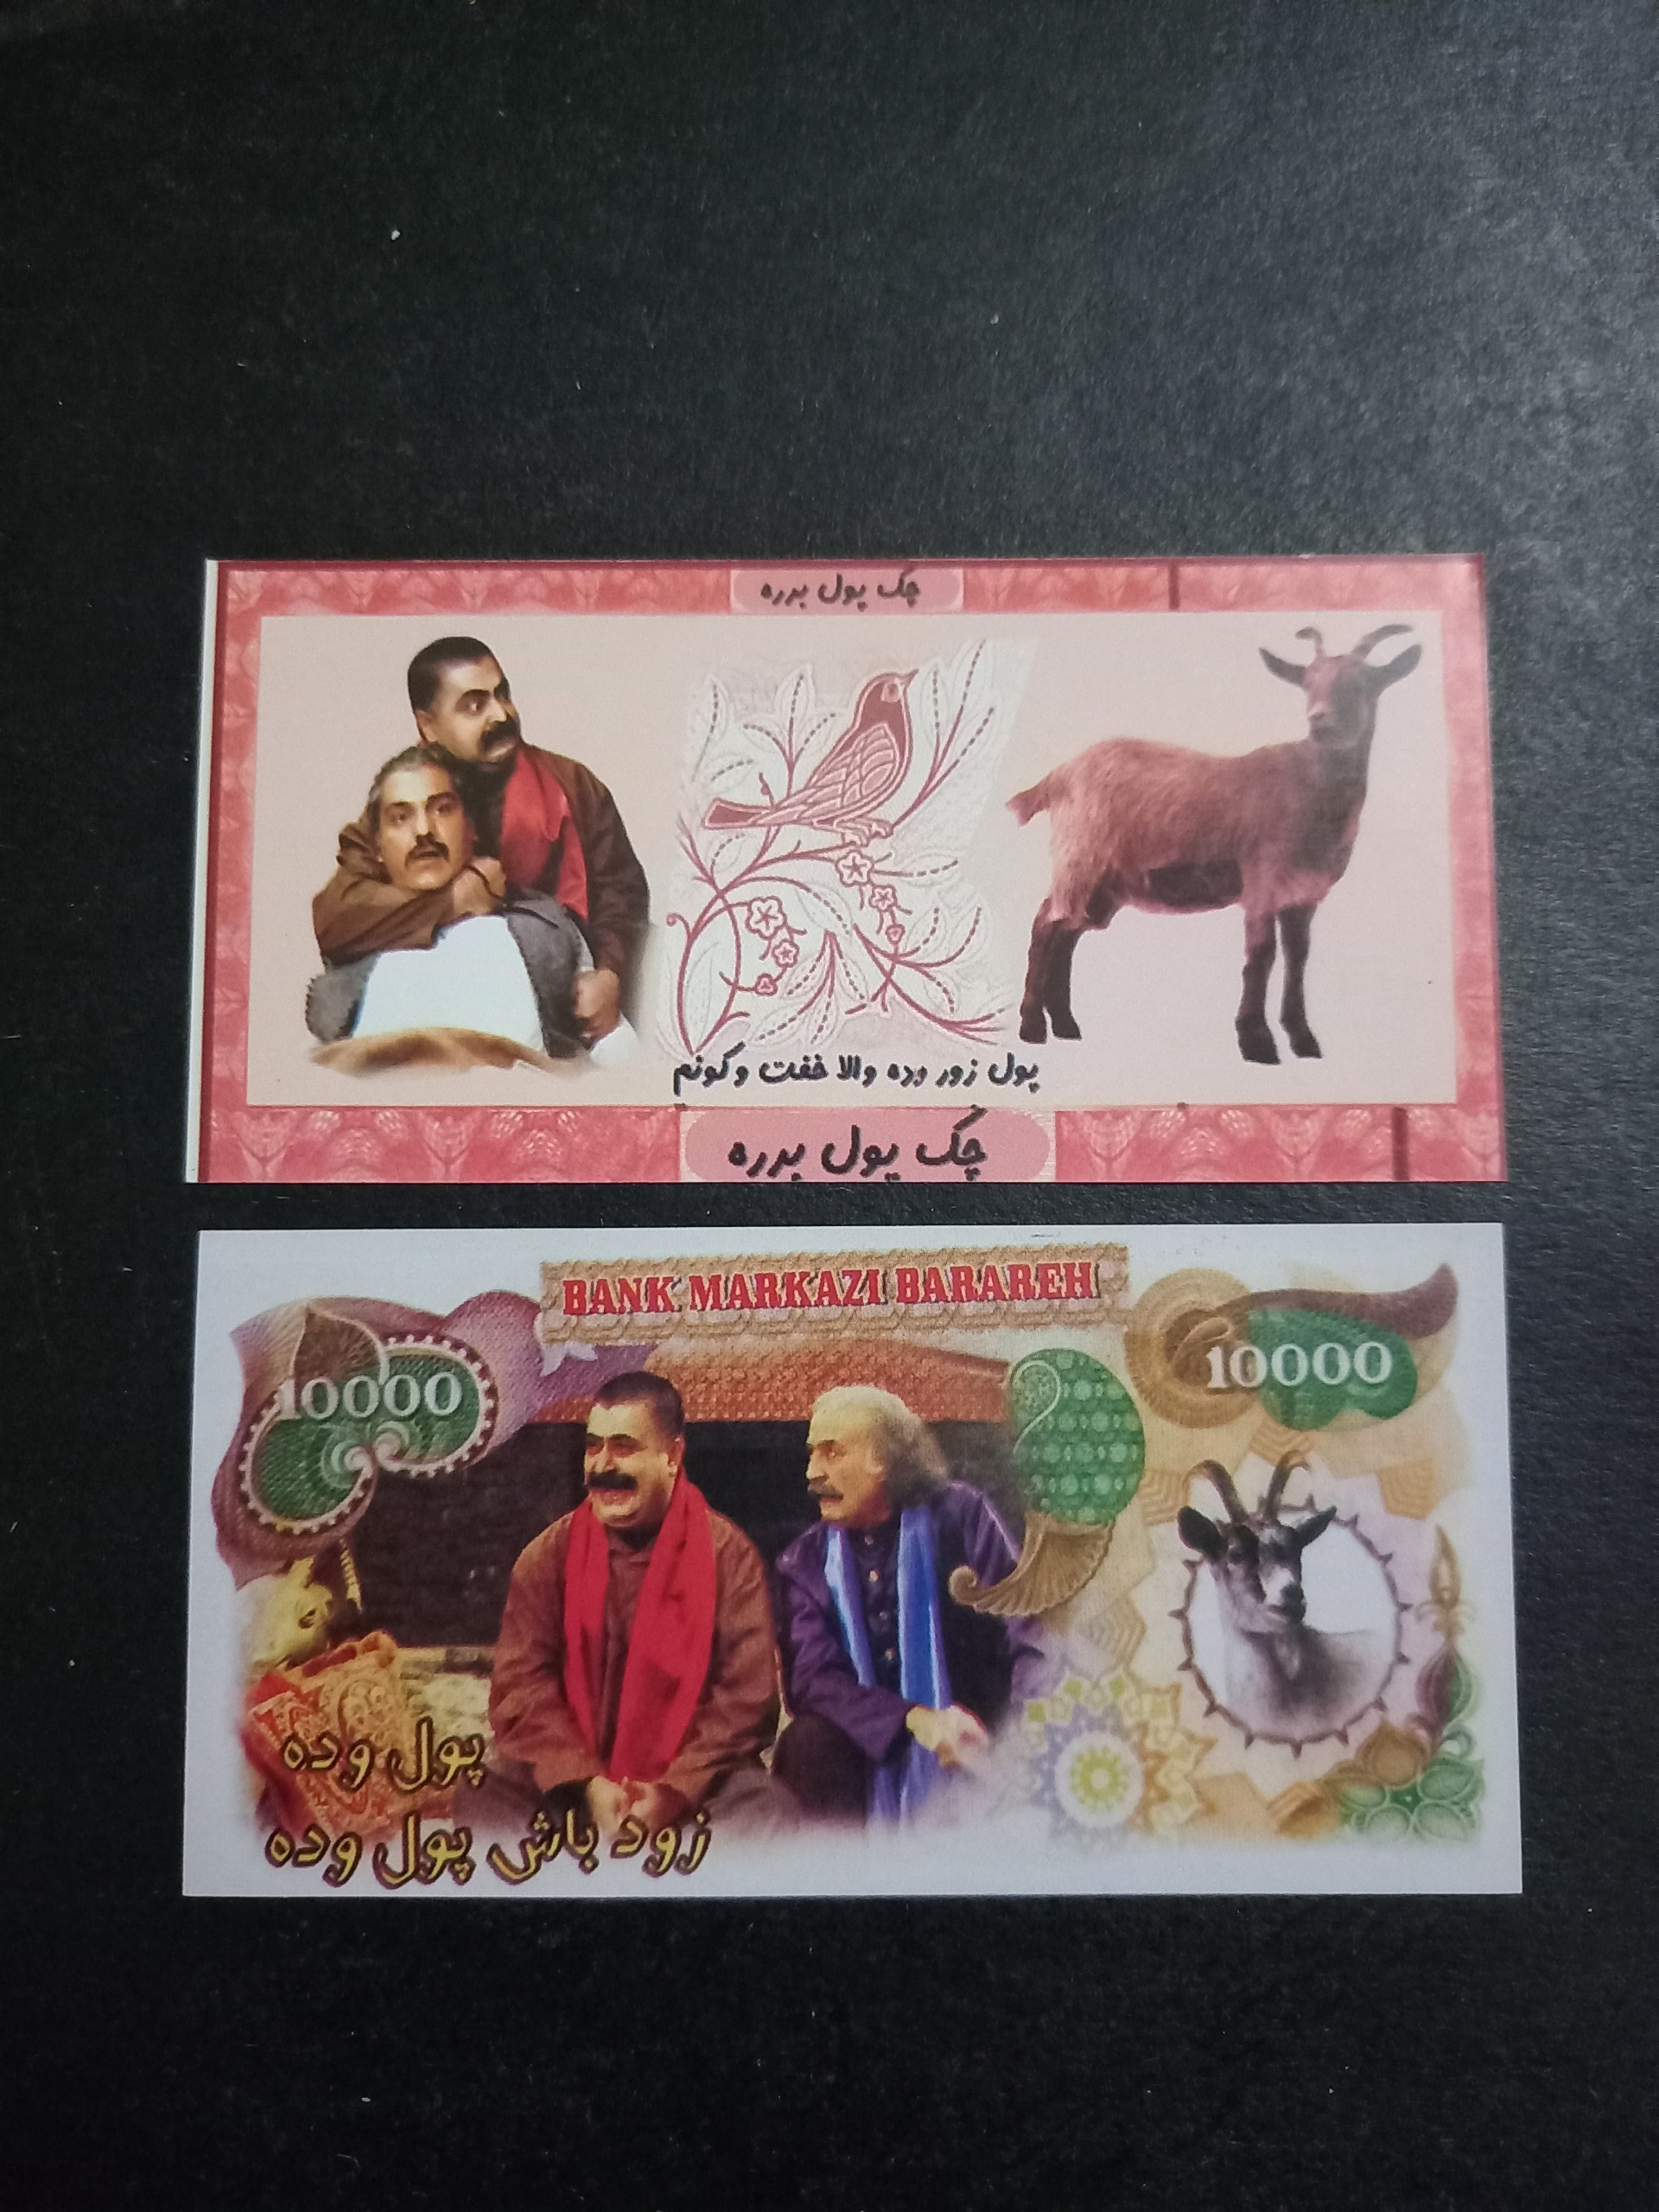 چک پول برره
پول زور وده والا خفت وکونم
چک پول برره
BANK MARKAZI BARAREH
10000
10000
پول وده
زود باش پول وده